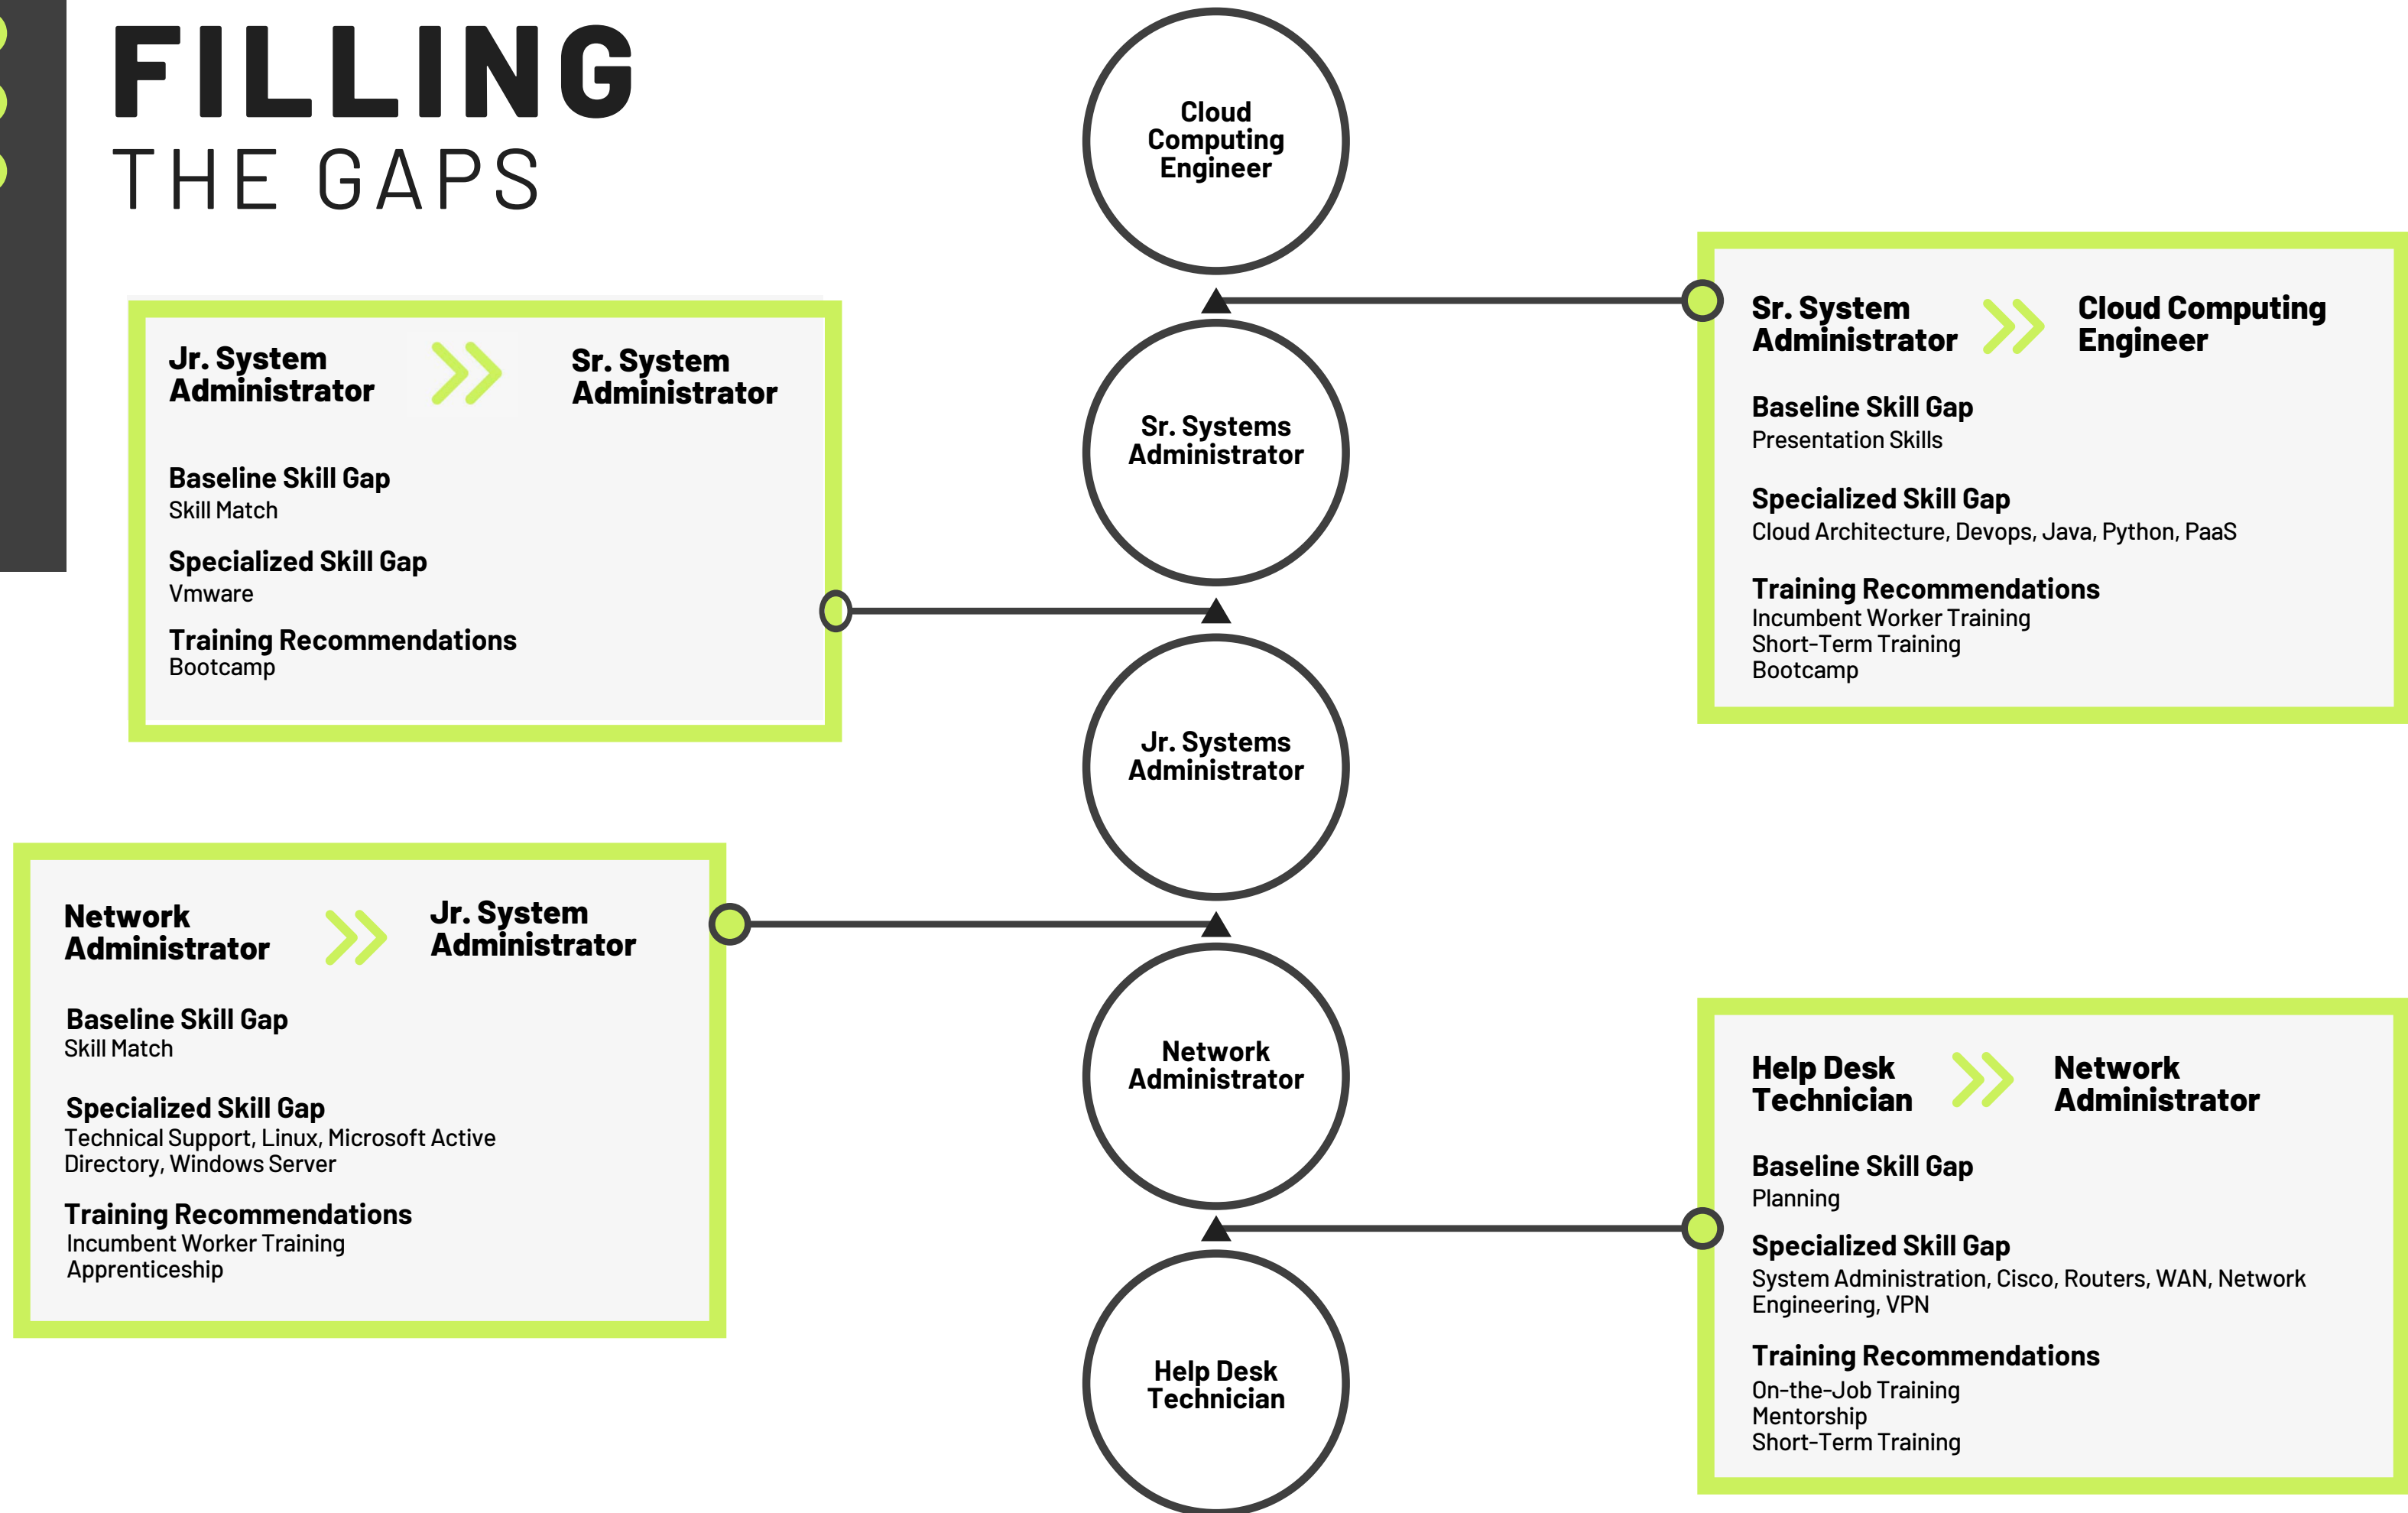 FILLING
THE GAPS
Cloud
Computing
Engineer
Sr. Systems
Administrator
Jr. Systems
Administrator
Network
Administrator
Help Desk
Technician
Jr. System
Administrator
Sr. System
Administrator
Baseline Skill Gap
Skill Match
Specialized Skill Gap
Vmware
Training Recommendations
Bootcamp
Sr. System
Administrator
Cloud Computing
Engineer
Baseline Skill Gap
Presentation Skills
Specialized Skill Gap
Cloud Architecture, Devops, Java, Python, PaaS
Training Recommendations
Incumbent Worker Training
Short-Term Training
Bootcamp
Network
Administrator
Jr. System
Administrator
Baseline Skill Gap
Skill Match
Specialized Skill Gap
Technical Support, Linux, Microsoft Active
Directory, Windows Server
Training Recommendations
Incumbent Worker Training
Apprenticeship
Help Desk
Technician
Network
Administrator
Baseline Skill Gap
Planning
Specialized Skill Gap
System Administration, Cisco, Routers, WAN, Network
Engineering, VPN
Training Recommendations
On-the-Job Training
Mentorship
Short-Term Training